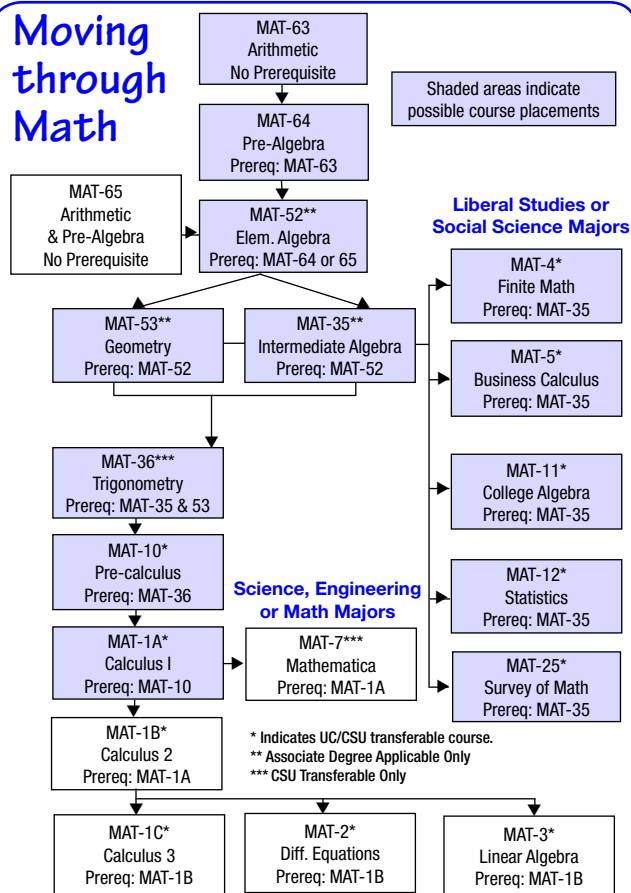 Moving
through
Math
MAT-63
Arithmetic
No Prerequisite
Shaded areas indicate
possible course placements
MAT-64
Pre-Algebra
Prereq: MAT-63
MAT-65
Arithmetic
& Pre-Algebra
No Prerequisite
MAT-52**
Elem. Algebra
Prereq: MAT-64 or 65
Liberal Studies or
Social Science Majors
MAT-4*
Finite Math
Prereq: MAT-35
MAT-53**
Geometry
Prereq: MAT-52
MAT-35**
Intermediate Algebra
Prereq: MAT-52
MAT-5*
Business Calculus
Prereq: MAT-35
MAT-36***
Trigonometry
Prereq: MAT-35 & 53
MAT-11*
College Algebra
Prereq: MAT-35
MAT-10*
Pre-calculus
Prereq: MAT-36
MAT-12*
Statistics
Prereq: MAT-35
Science, Engineering
or Math Majors
MAT-1A*
Calculus I
Prereq: MAT-10
MAT-7***
Mathematica
Prereq: MAT-1A
MAT-25*
Survey of Math
Prereq: MAT-35
MAT-1B*
Calculus 2
Prereq: MAT-1A
* Indicates UC/CSU transferable course.
** Associate Degree Applicable Only
*** CSU Transferable Only
MAT-1C*
Calculus 3
Prereq: MAT-1B
MAT-2*
Diff. Equations
Prereq: MAT-1B
MAT-3*
Linear Algebra
Prereq: MAT-1B